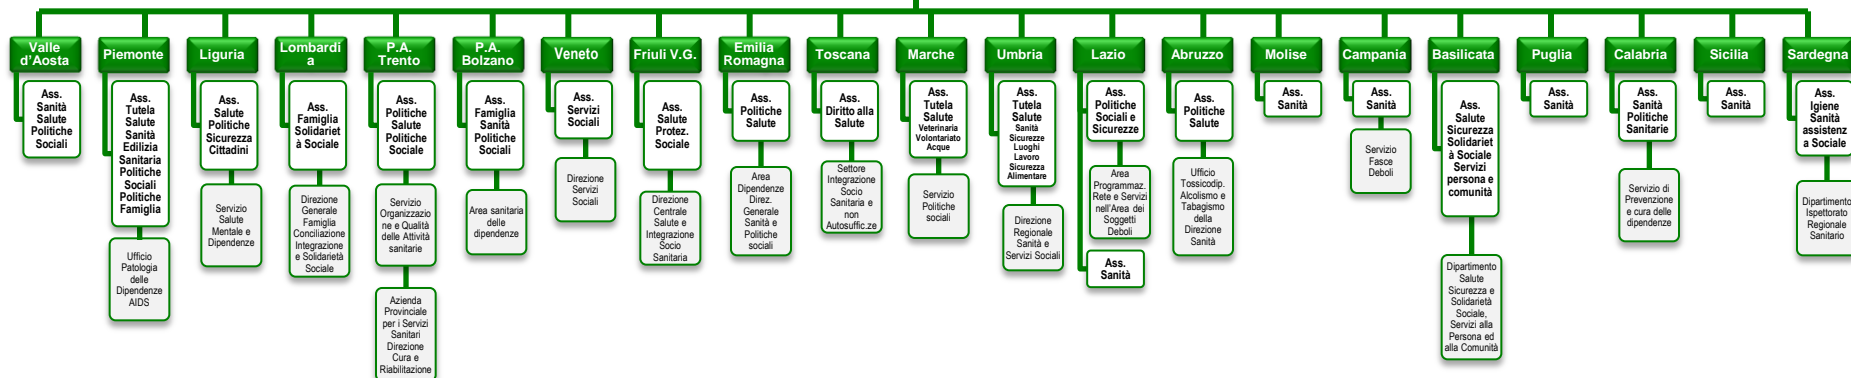 Valle
d'Aosta
Ass.
Sanità
Salute
Politiche
Sociali
Piemonte
Ass.
Tutela
Salute
Sanità
Edilizia
Sanitaria
Politiche
Sociali
Politiche
Famiglia
Ufficio
Patologia
delle
Dipendenze
AIDS
Liguria
Ass.
Salute
Politiche
Sicurezza
Cittadini
Servizio
Salute
Mentale e
Dipendenze
Lombardi
a
Ass.
Famiglia
Solidariet
à Sociale
Direzione
Generale
Famiglia
Conciliazione
Integrazione
e Solidarietà
Sociale
P.A.
Trento
Ass.
Politiche
Salute
Politiche
Sociale
Servizio
Organizzazio
ne e Qualità
delle Attività
sanitarie
Azienda
Provinciale
per i Servizi
Sanitari
Direzione
Cura e
Riabilitazione
P.A.
Bolzano
Ass.
Famiglia
Sanità
Politiche
Sociali
Area sanitaria
delle
dipendenze
Veneto
Ass.
Servizi
Sociali
Direzione
Servizi
Sociali
Friuli V.G.
Ass.
Salute
Protez.
Sociale
Direzione
Centrale
Salute e
Integrazione
Socio
Sanitaria
Emilia
Romagna
Ass.
Politiche
Salute
Area
Dipendenze
Direz.
Generale
Sanità e
Politiche
sociali
Toscana
Ass.
Diritto alla
Salute
Settore
Integrazione
Socio
Sanitaria e
non
Autosuffic.ze
Marche
Ass.
Tutela
Salute
Veterinaria
Volontariato
Acque
Servizio
Politiche
sociali
Umbria
Ass.
Tutela
Salute
Sanità
Sicurezze
Luoghi
Lavoro
Sicurezza
Alimentare
Direzione
Regionale
Sanità e
Servizi Sociali
Lazio
Ass.
Politiche
Sociali e
Sicurezze
Area
Programmaz.
Rete e Servizi
nell'Area dei
Soggetti
Deboli
Ass.
Sanità
Abruzzo
Ass.
Politiche
Salute
Ufficio
Tossicodip.
Alcolismo e
Tabagismo
della
Direzione
Sanità
Molise
Ass.
Sanità
Campania
Ass.
Sanità
Servizio
Fasce
Deboli
Basilicata
Ass.
Salute
Sicurezza
Solidariet
à Sociale
Servizi
persona e
comunità
Dipartimento
Salute
Sicurezza e
Solidarietà
Sociale,
Servizi alla
Persona ed
alla Comunità
Puglia
Ass.
Sanità
Calabria
Ass.
Sanità
Politiche
Sanitarie
Servizio di
Prevenzione
e cura delle
dipendenze
Sicilia
Ass.
Sanità
Sardegna
Ass.
Igiene
Sanità
assistenz
a Sociale
Dipartimento
Ispettorato
Regionale
Sanitario